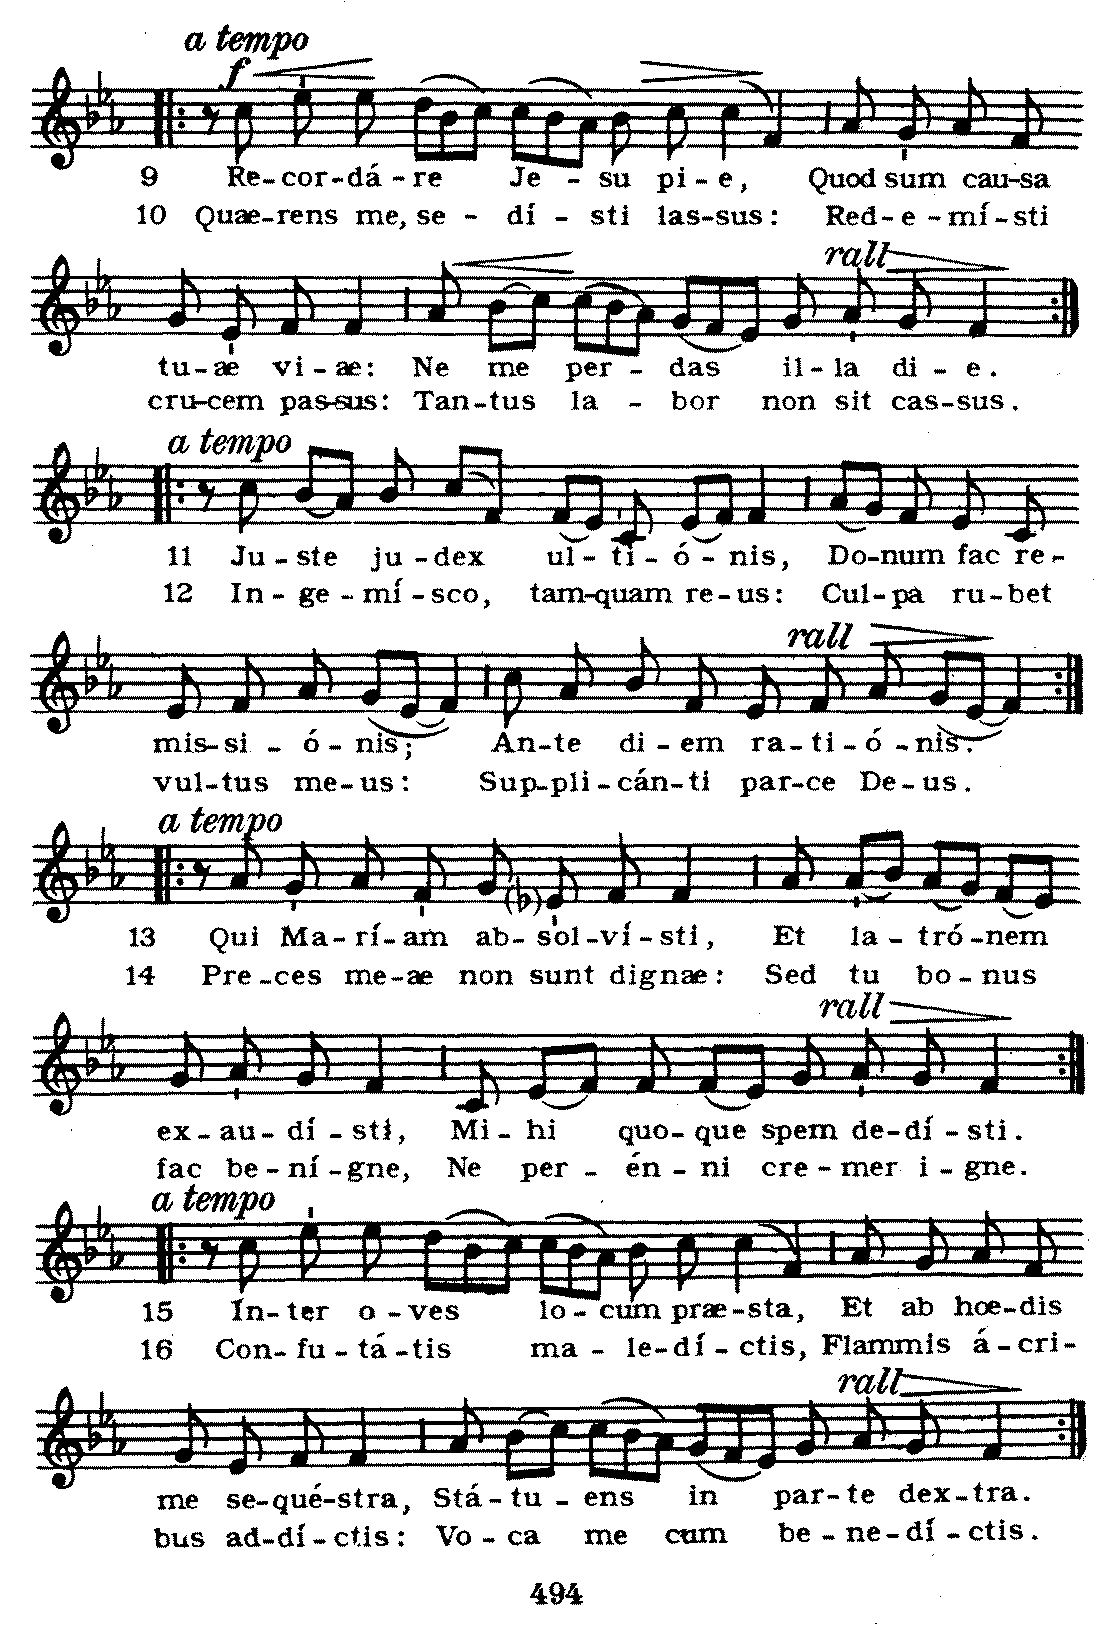 a tempo
f
9 Re-cor-dá-re Je-su pi-e, Quod sum cau-sa
10 Quae-rens me, se-dí-sti las-sus: Red-e-mí-sti
rall
tu-æ vi-æ: Ne me per-das il-la di-e.
cru-cem pas-sus: Tan-tus la-bor non sit cas-sus.
a tempo
11 Ju-ste ju-dex ul-ti-ó-nis, Do-num fac re-
12 In-ge-mí-sco, tam-quam re-us: Cul-pa ru-bet
rall
mis-si-ó-nis; An-te di-em ra-ti-ó-nis.
vul-tus me-us: Sup-pli-cán-ti par-ce De-us.
a tempo
13 Qui Ma-rí-am ab-sol-ví-sti, Et la-tró-nem
14 Pre-ces me-æ non sunt dignæ: Sed tu bo-nus
rall
ex-au-dí-sti, Mi-hi quo-que spem de-dí-sti.
fac be-ní-gne, Ne per-én-ni cre-mer i-gne.
a tempo
15 In-ter o-ves lo-cum præ-sta, Et ab hœ-dis
16 Con-fu-tá-tis ma-le-dí-ctis, Flammis á-cri-
rall
me se-qué-stra, Stá-tu-ens in par-te dex-tra.
bus ad-dí-ctis: Vo-ca me cum be-ne-dí-ctis.
494